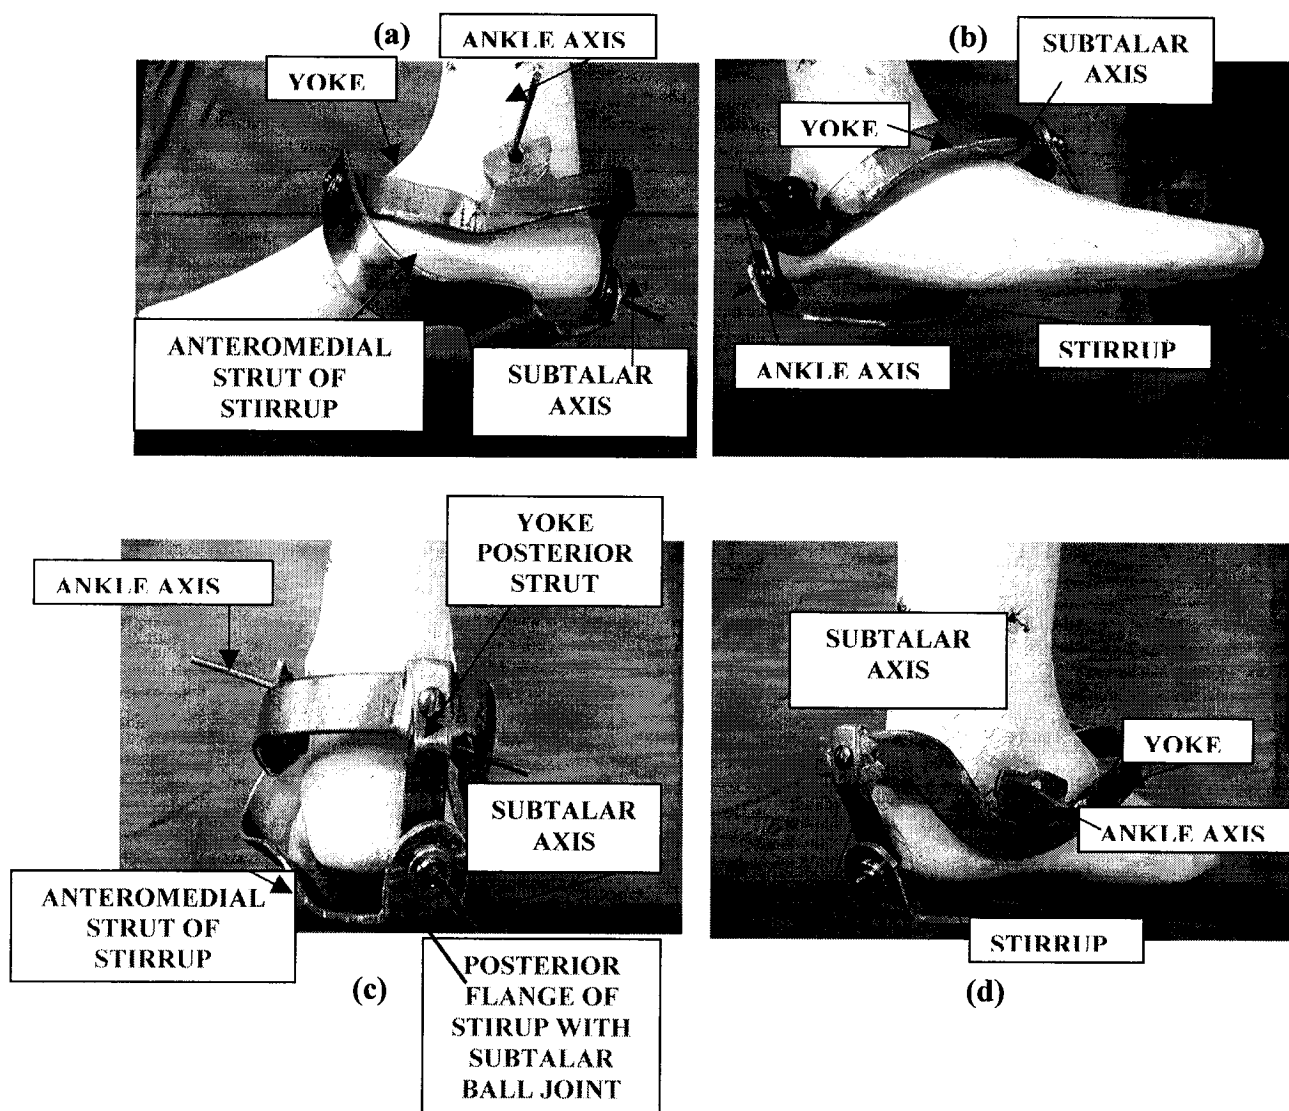 (a)
ANKLE AXIS
YOKE
ANTEROMEDIAL
STRUT OF
STIRRUP
SUBTALAR
AXIS
(b)
SUBTALAR
AXIS
YOKE
ANKLE AXIS
STIRRUP
YOKE
POSTERIOR
STRUT
ANKLE AXIS
SUBTALAR
AXIS
ANTEROMEDIAL
STRUT OF
STIRRUP
(c)
POSTERIOR
FLANGE OF
STIRUP WITH
SUBTALAR
BALL JOINT
SUBTALAR
AXIS
YOKE
ANKLE AXIS
STIRRUP
(d)